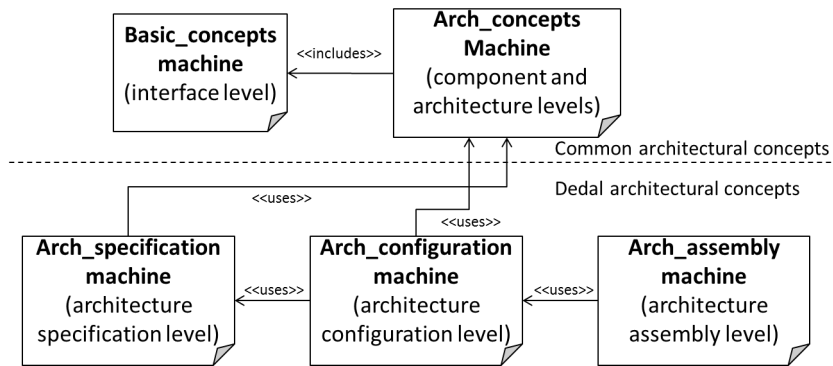 Basic_concepts
machine
(interface level)
<<includes>>
Arch_concepts
Machine
(component and
architecture levels)
Common architectural concepts
Dedal architectural concepts
<<uses>>
<<uses>>
Arch_specification
machine
(architecture
specification level)
<<uses>>
Arch_configuration
machine
(architecture
configuration level)
<<uses>>
Arch_assembly
machine
(architecture
assembly level)